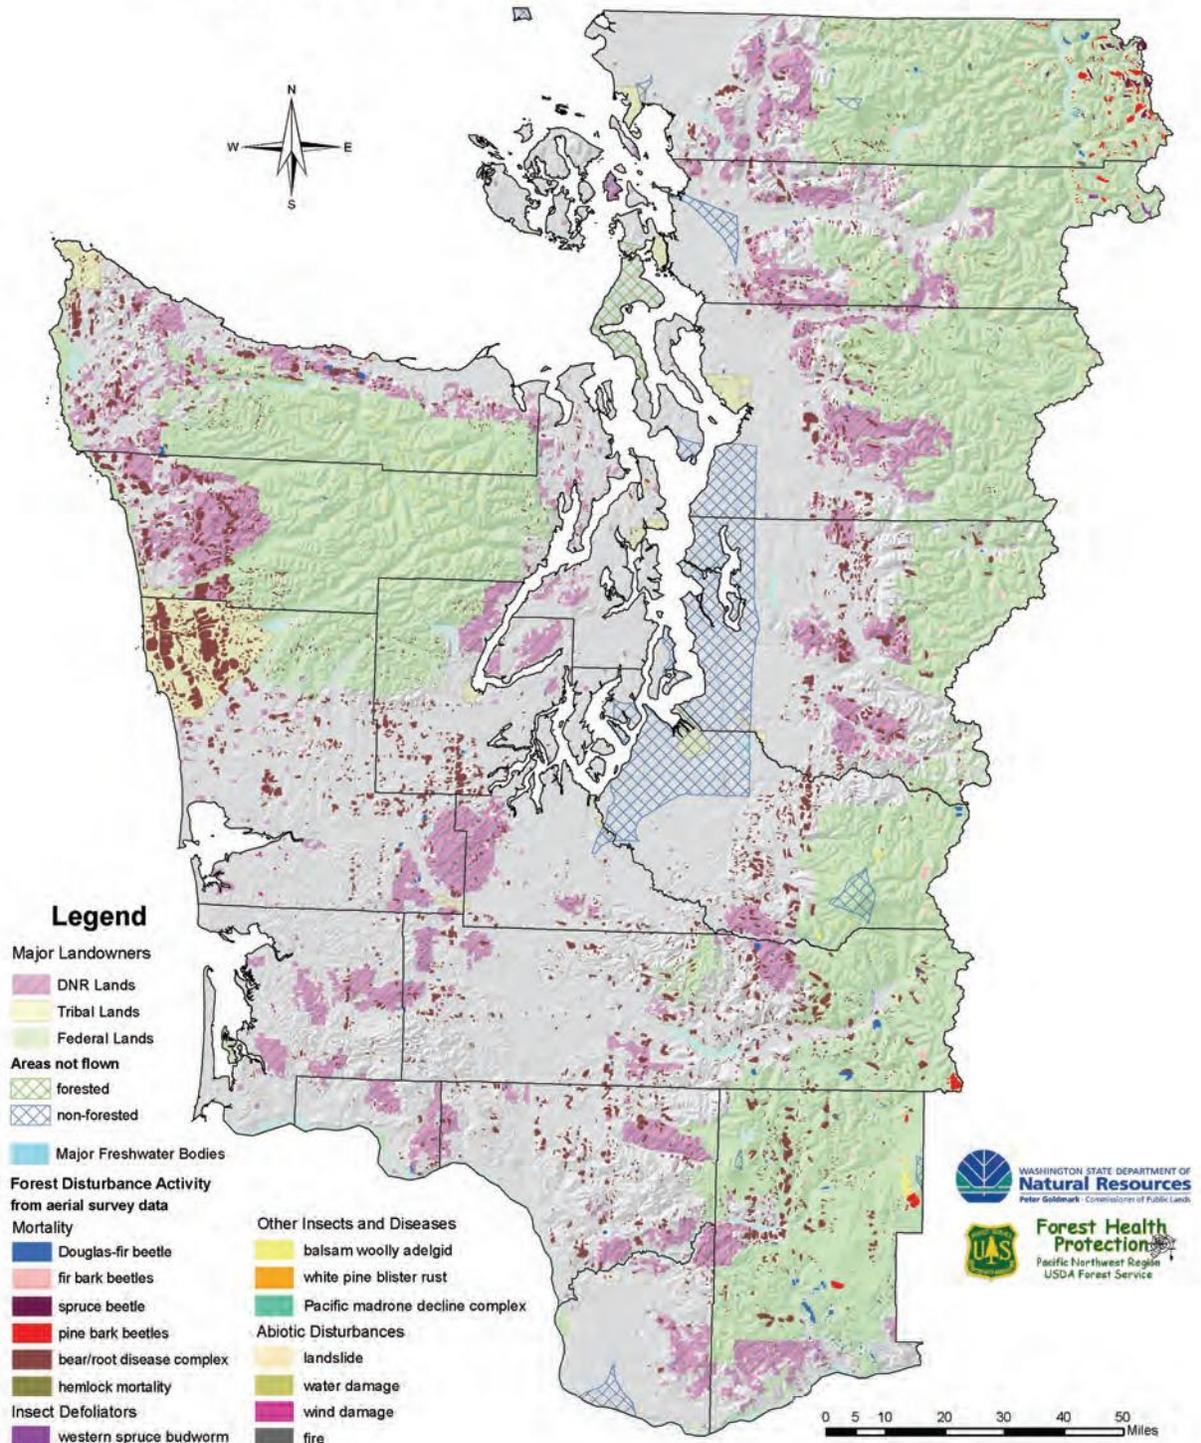 N
W
E
S
Legend
Major Landowners
DNR Lands
Tribal Lands
Federal Lands
Areas not flown
forested
non-forested
Major Freshwater Bodies
Forest Disturbance Activity
from aerial survey data
Mortality
Douglas-fir beetle
fir bark beetles
spruce beetle
pine bark beetles
bear/root disease complex
hemlock mortality
Insect Defoliators
western spruce budworm
Other Insects and Diseases
balsam woolly adelgid
white pine blister rust
Pacific madrone decline complex
Abiotic Disturbances
landslide
water damage
wind damage
fire
WASHINGTON STATE DEPARTMENT OF
Natural Resources
Peter Goldmark - Commissioner of Public Lands
UAS
Forest Health
Protection
Pacific Northwest Region
USDA Forest Service
0 5 10 20 30 40 50
Miles